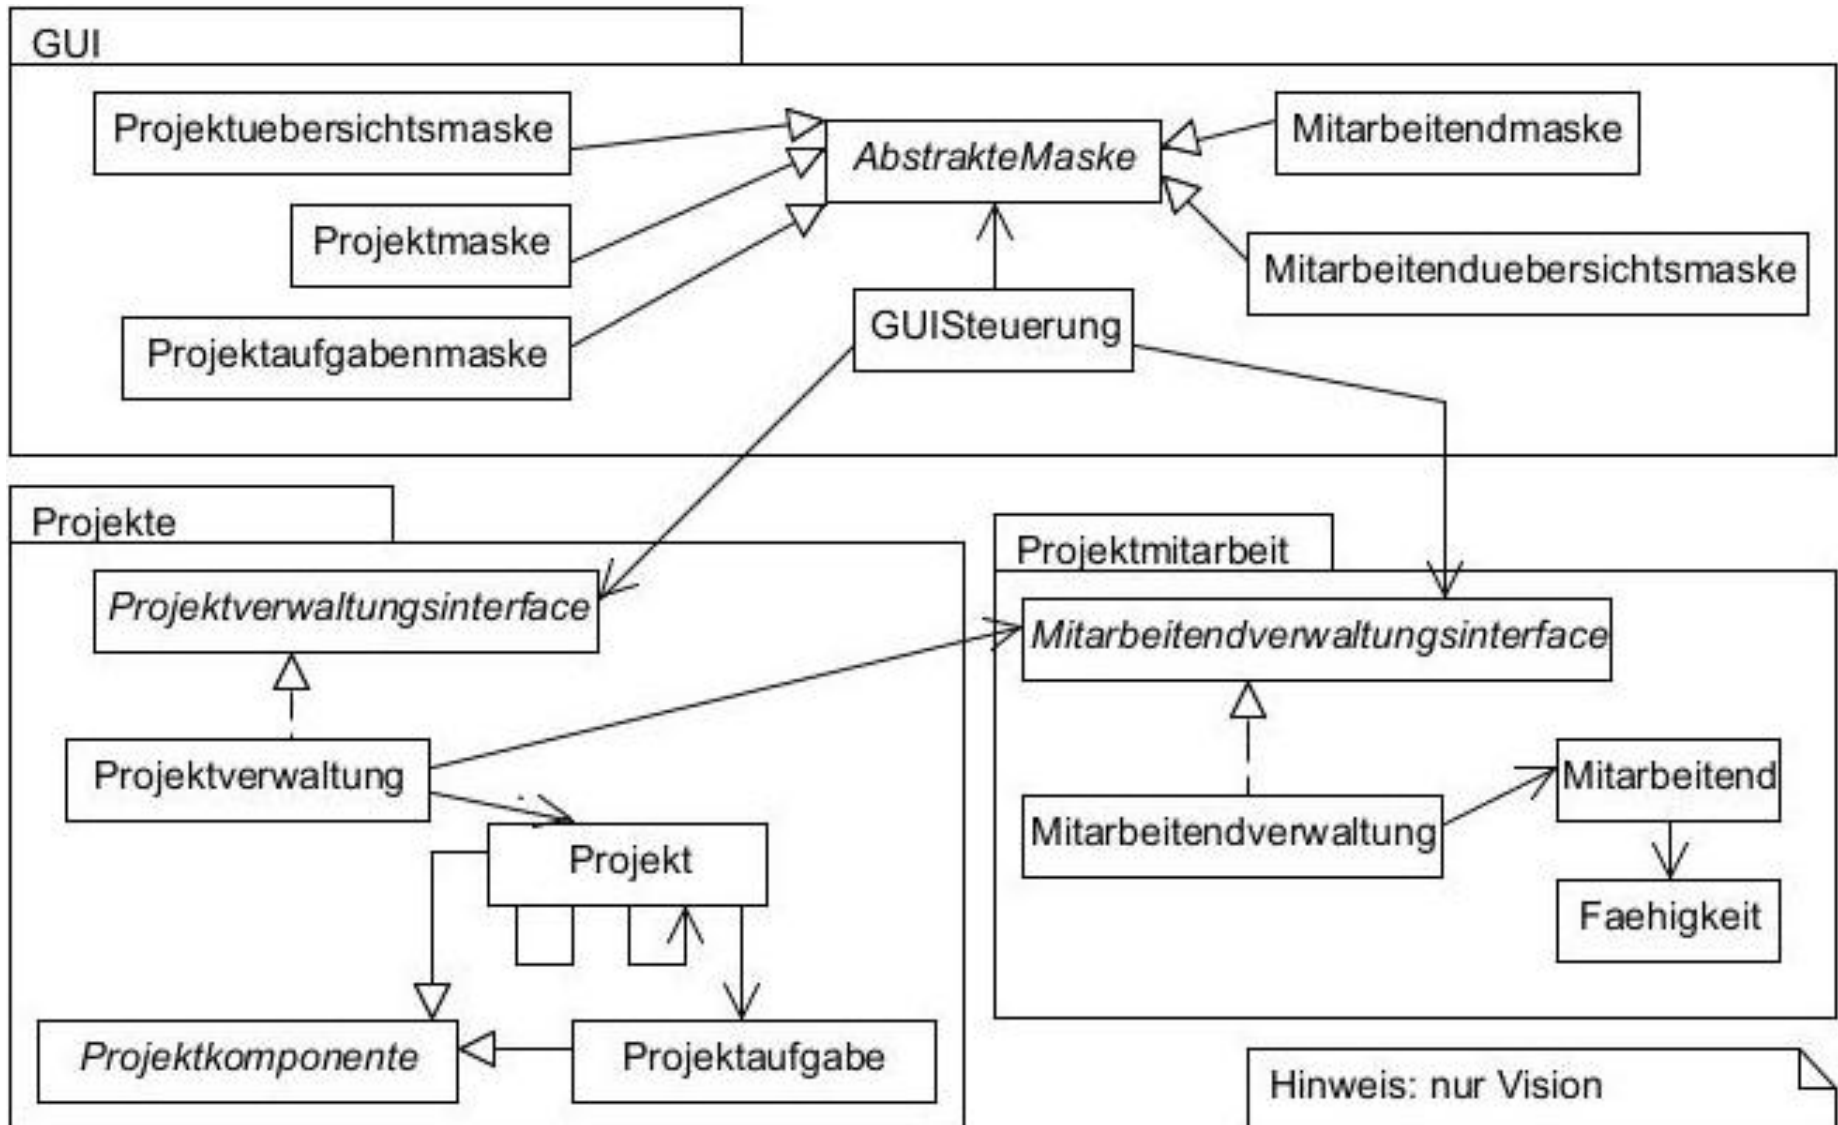 GUI
Projektuebersichtsmaske
AbstrakteMaske
Mitarbeitendmaske
Projektmaske
Mitarbeitenduebersichtsmaske
GUISteuerung
Projektaufgabenmaske
Projekte
Projektverwaltungsinterface
Projektverwaltung
Projekt
Projektkomponente
Projektaufgabe
Projektmitarbeit
Mitarbeitendverwaltungsinterface
Mitarbeitend
Mitarbeitendverwaltung
Faehigkeit
Hinweis: nur Vision